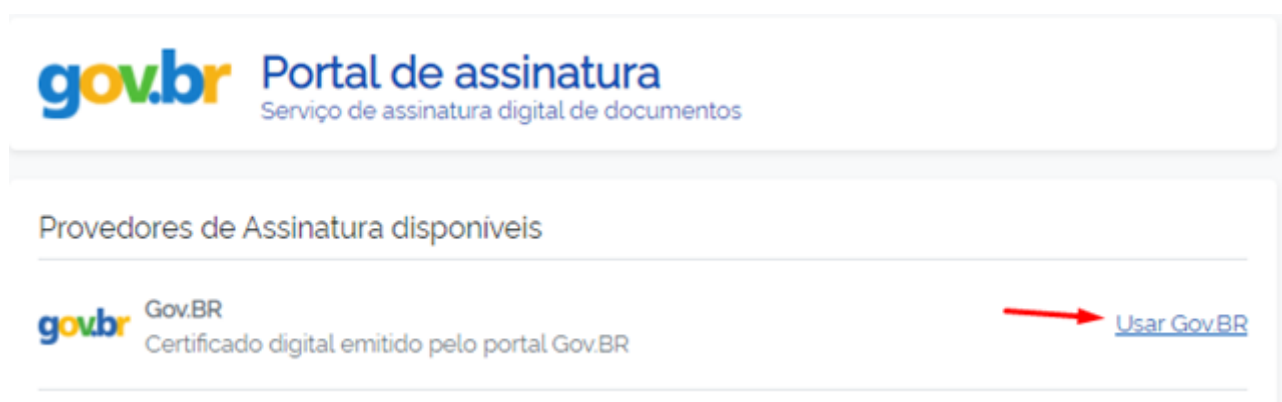 gov.br
Portal de assinatura
Serviço de assinatura digital de documentos
Provedores de Assinatura disponíveis
gov.br
Gov.BR
Certificado digital emitido pelo portal Gov.BR
Usar Gov.BR